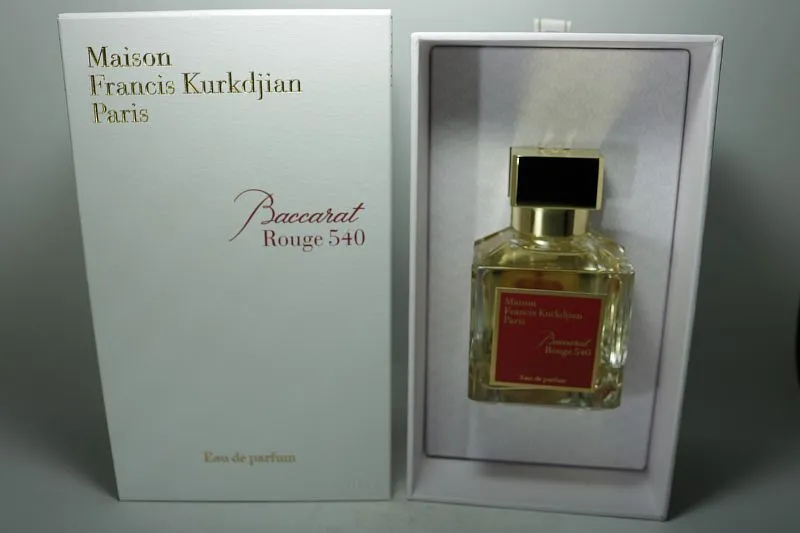 Maison
Francis Kurkdjian
Paris
Baccarat
Rouge 540
Eau de parfum
Maison
Francis Kurkdjian
Paris
Baccarat
Rouge 540
Eau de parfum